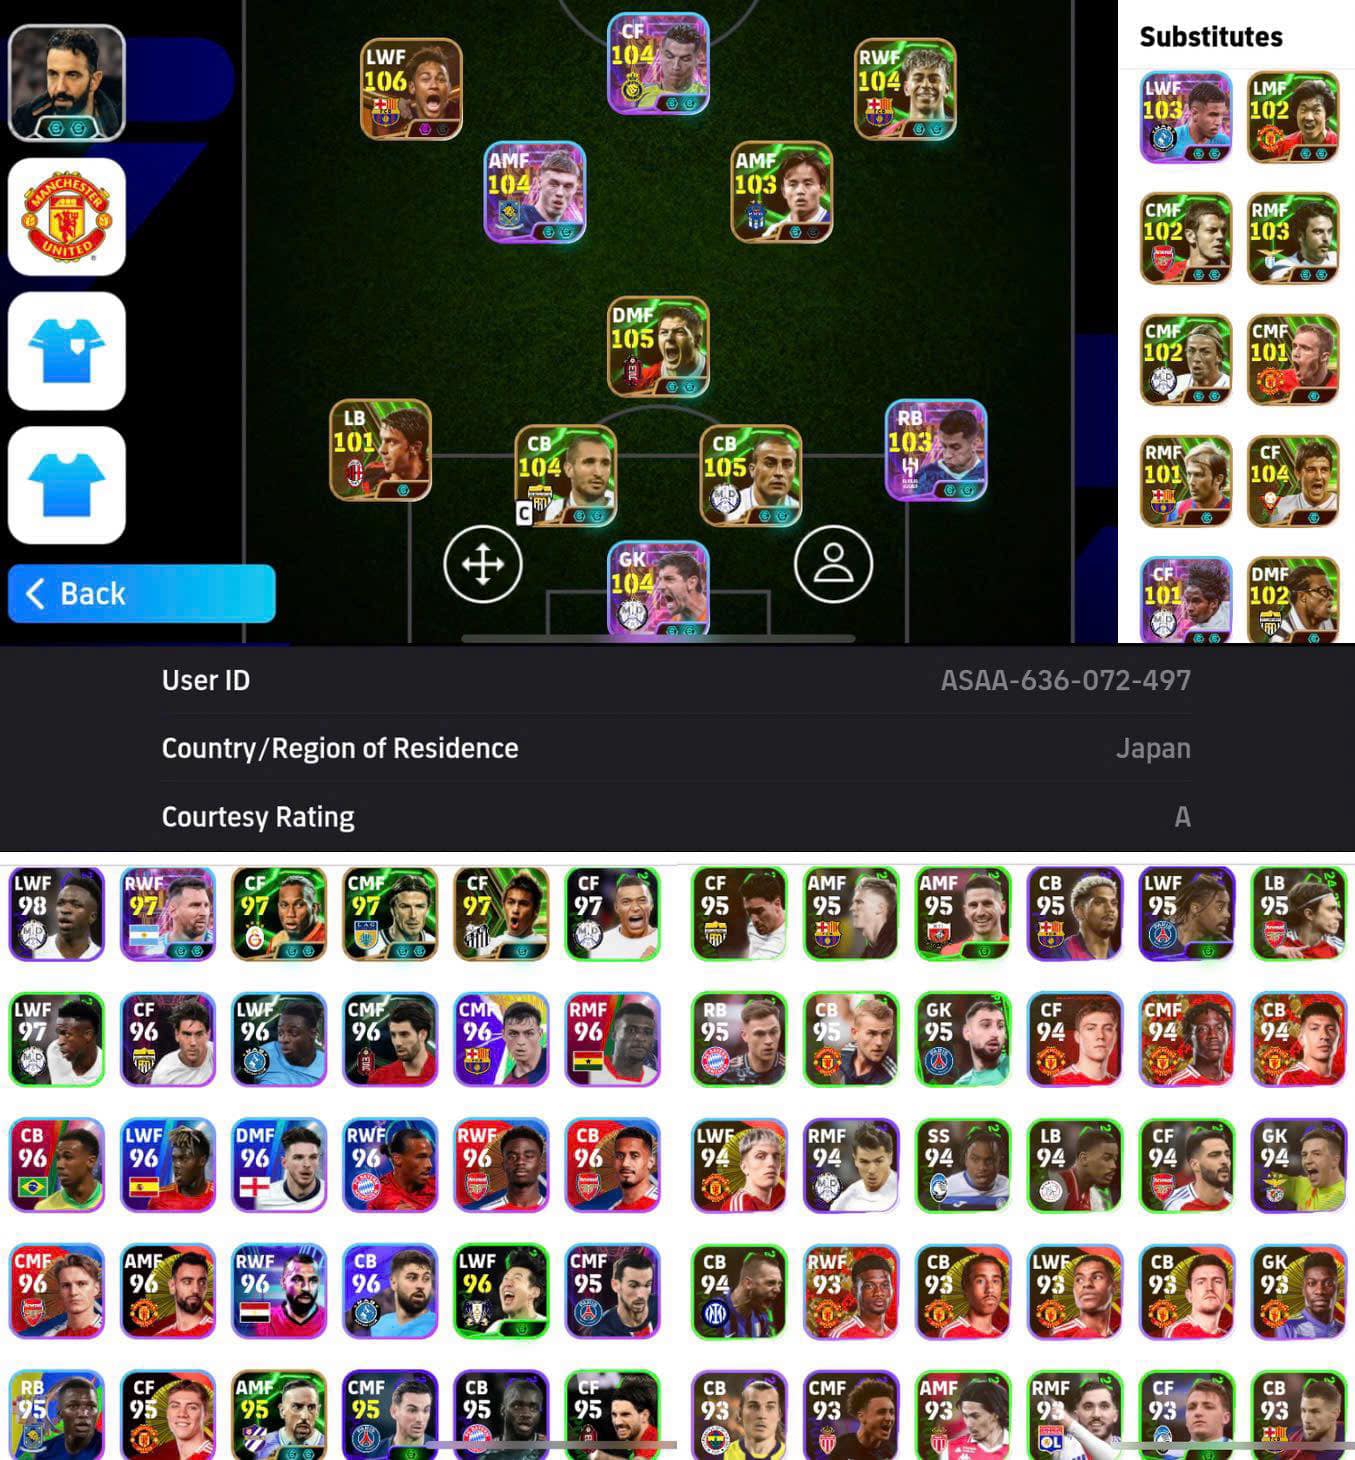 Substitutes
LWF
106
CF
104
RWF
104
AMF
104
AMF
103
DMF
105
LB
101
CB
104
C
CB
105
RB
103
GK
104
MANCHESTER
UNITED
Back
LWF
103
LMF
102
CMF
102
RMF
103
CMF
102
CMF
101
RMF
101
CF
104
CF
101
DMF
102
User ID ASAA-636-072-497
Country/Region of Residence Japan
Courtesy Rating A
LWF RWF CF CMF CF CF CF AMF AMF CB LWF LB
98 97 97 97 97 97 95 95 95 95 95 95
LWF CF LWF CMF CMF RMF RB CB GK CF CMF CB
97 96 96 96 96 96 95 95 95 94 94 94
CB LWF DMF RWF RWF CB LWF RMF SS LB CF GK
96 96 96 96 96 96 94 94 94 94 94 94
CMF AMF RWF CB LWF CMF CB RWF CB LWF CB GK
96 96 96 96 96 95 94 93 93 93 93 93
RB CF AMF CMF CB CF CB CMF AMF RMF CF CB
95 95 95 95 95 95 93 93 93 93 93 93